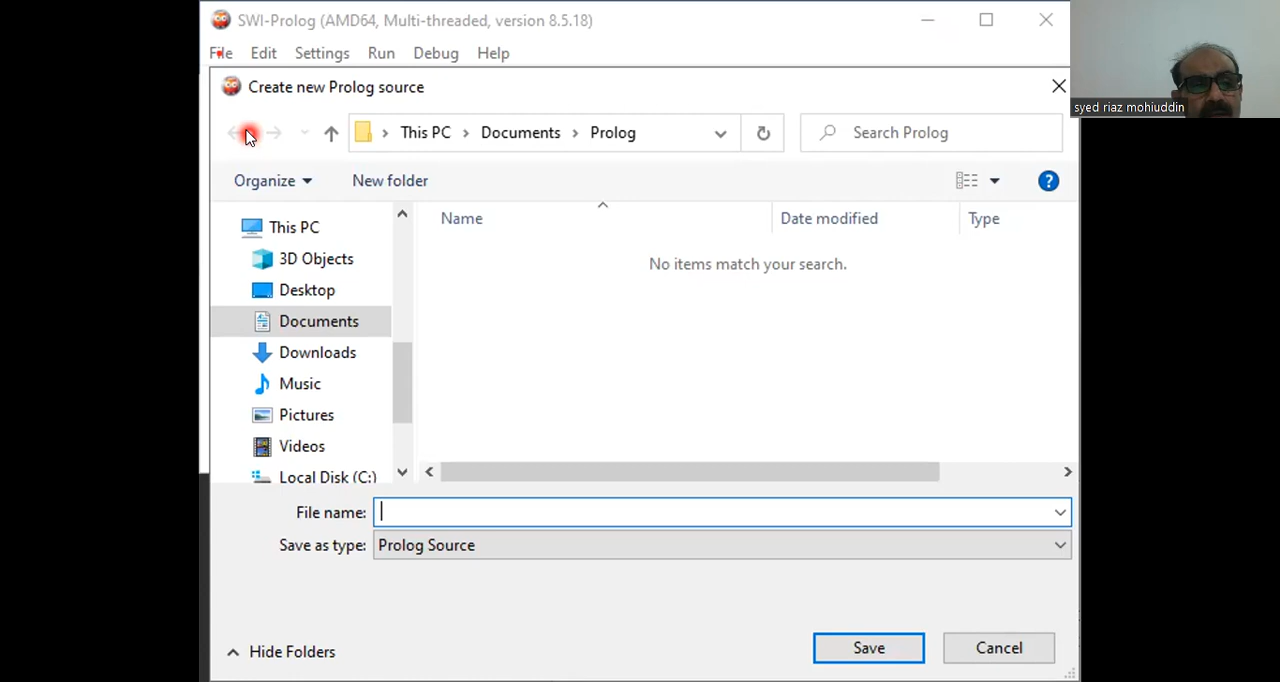 SWI-Prolog (AMD64, Multi-threaded, version 8.5.18)
File Edit Settings Run Debug Help
syed riaz mohiuddin
Create new Prolog source
This PC > Documents > Prolog
Search Prolog
Organize New folder
Name Date modified Type
No items match your search.
This PC
3D Objects
Desktop
Documents
Downloads
Music
Pictures
Videos
Local Disk (C:)
File name:
Save as type: Prolog Source
Hide Folders
Save Cancel